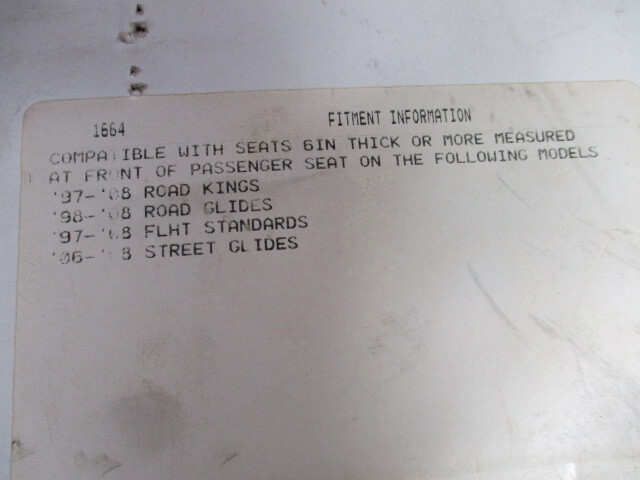 1664 FITMENT INFORMATION
COMPATIBLE WITH SEATS 6IN THICK OR MORE MEASURED
AT FRONT OF PASSENGER SEAT ON THE FOLLOWING MODELS
'97-'08 ROAD KINGS
'98-'08 ROAD GLIDES
'97-'08 FLHT STANDARDS
'06-'08 STREET GLIDES